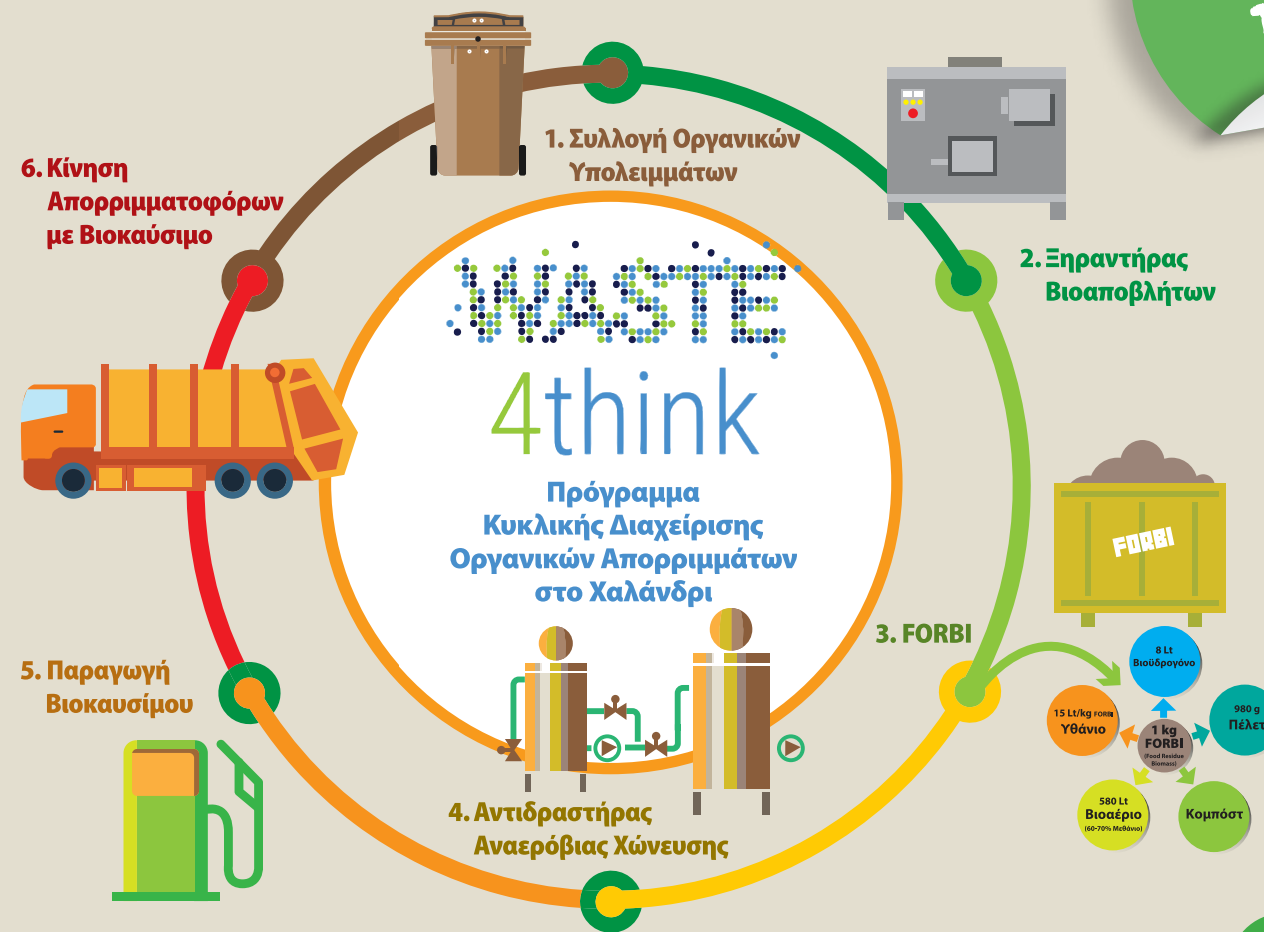 1. Συλλογή Οργανικών
Υπολειμμάτων
6. Κίνηση
Απορριμματοφόρων
με Βιοκαύσιμο
2. Ξηραντήρας
Βιοαποβλήτων
WASTE
4think
Πρόγραμμα
Κυκλικής Διαχείρισης
Οργανικών Απορριμμάτων
στο Χαλάνδρι
FORBI
3. FORBI
8 Lt
Βιοϋδρογόνο
15 Lt/kg FORBI
Υθάνιο
980 g
Πέλετ
1 kg
FORBI
(Food Residue
Biomass)
580 Lt
Βιοαέριο
(60-70% Μεθάνιο)
Κομπόστ
5. Παραγωγή
Βιοκαυσίμου
4. Αντιδραστήρας
Αναερόβιας Χώνευσης